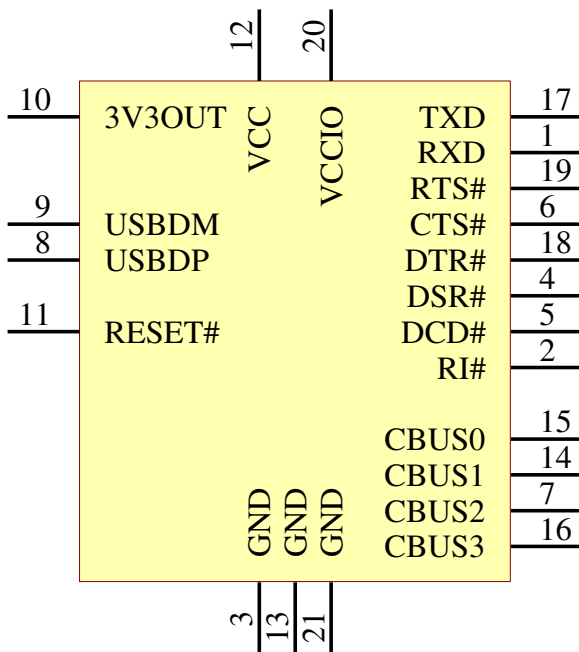 12 20
10 3V3OUT VCC VCCIO TXD 17
RXD 1
RTS# 19
9 USBDM CTS# 6
8 USBDP DTR# 18
DSR# 4
11 RESET# DCD# 5
RI# 2
CBUS0 15
CBUS1 14
GND GND GND CBUS2 7
CBUS3 16
3 13 21